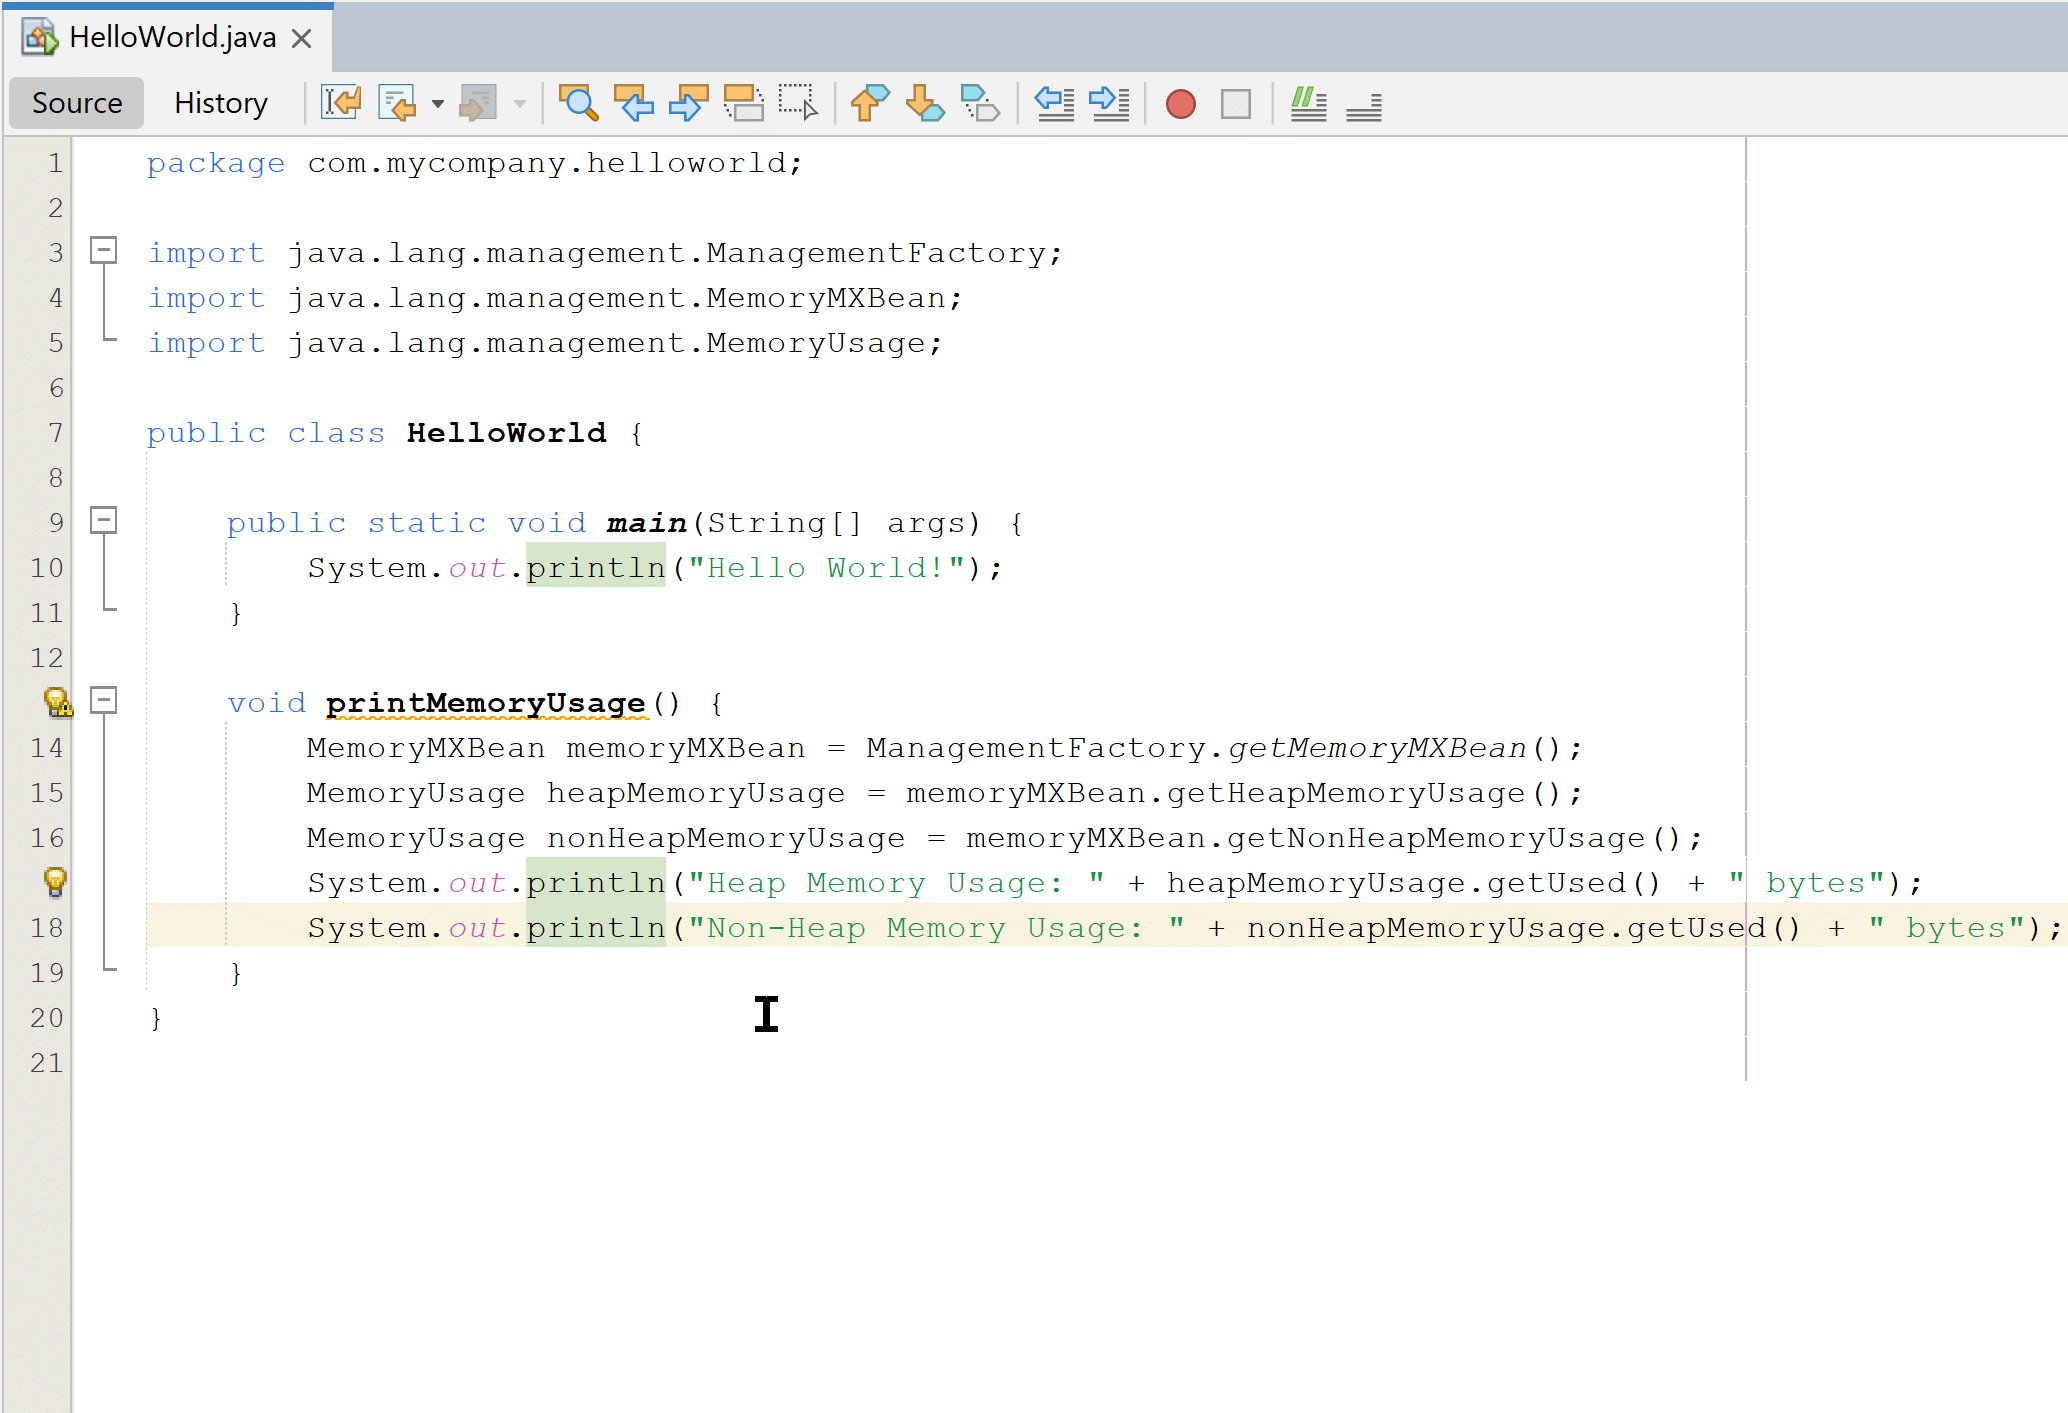 HelloWorld.java
Source History
1 package com.mycompany.helloworld;
2
3 import java.lang.management.ManagementFactory;
4 import java.lang.management.MemoryMXBean;
5 import java.lang.management.MemoryUsage;
6
7 public class HelloWorld {
8
9 public static void main(String[] args) {
10 System.out.println("Hello World!");
11 }
12
void printMemoryUsage() {
14 MemoryMXBean memoryMXBean = ManagementFactory.getMemoryMXBean();
15 MemoryUsage heapMemoryUsage = memoryMXBean.getHeapMemoryUsage();
16 MemoryUsage nonHeapMemoryUsage = memoryMXBean.getNonHeapMemoryUsage();
System.out.println("Heap Memory Usage: " + heapMemoryUsage.getUsed() + " bytes");
18 System.out.println("Non-Heap Memory Usage: " + nonHeapMemoryUsage.getUsed() + " bytes");
19 }
20 }
21